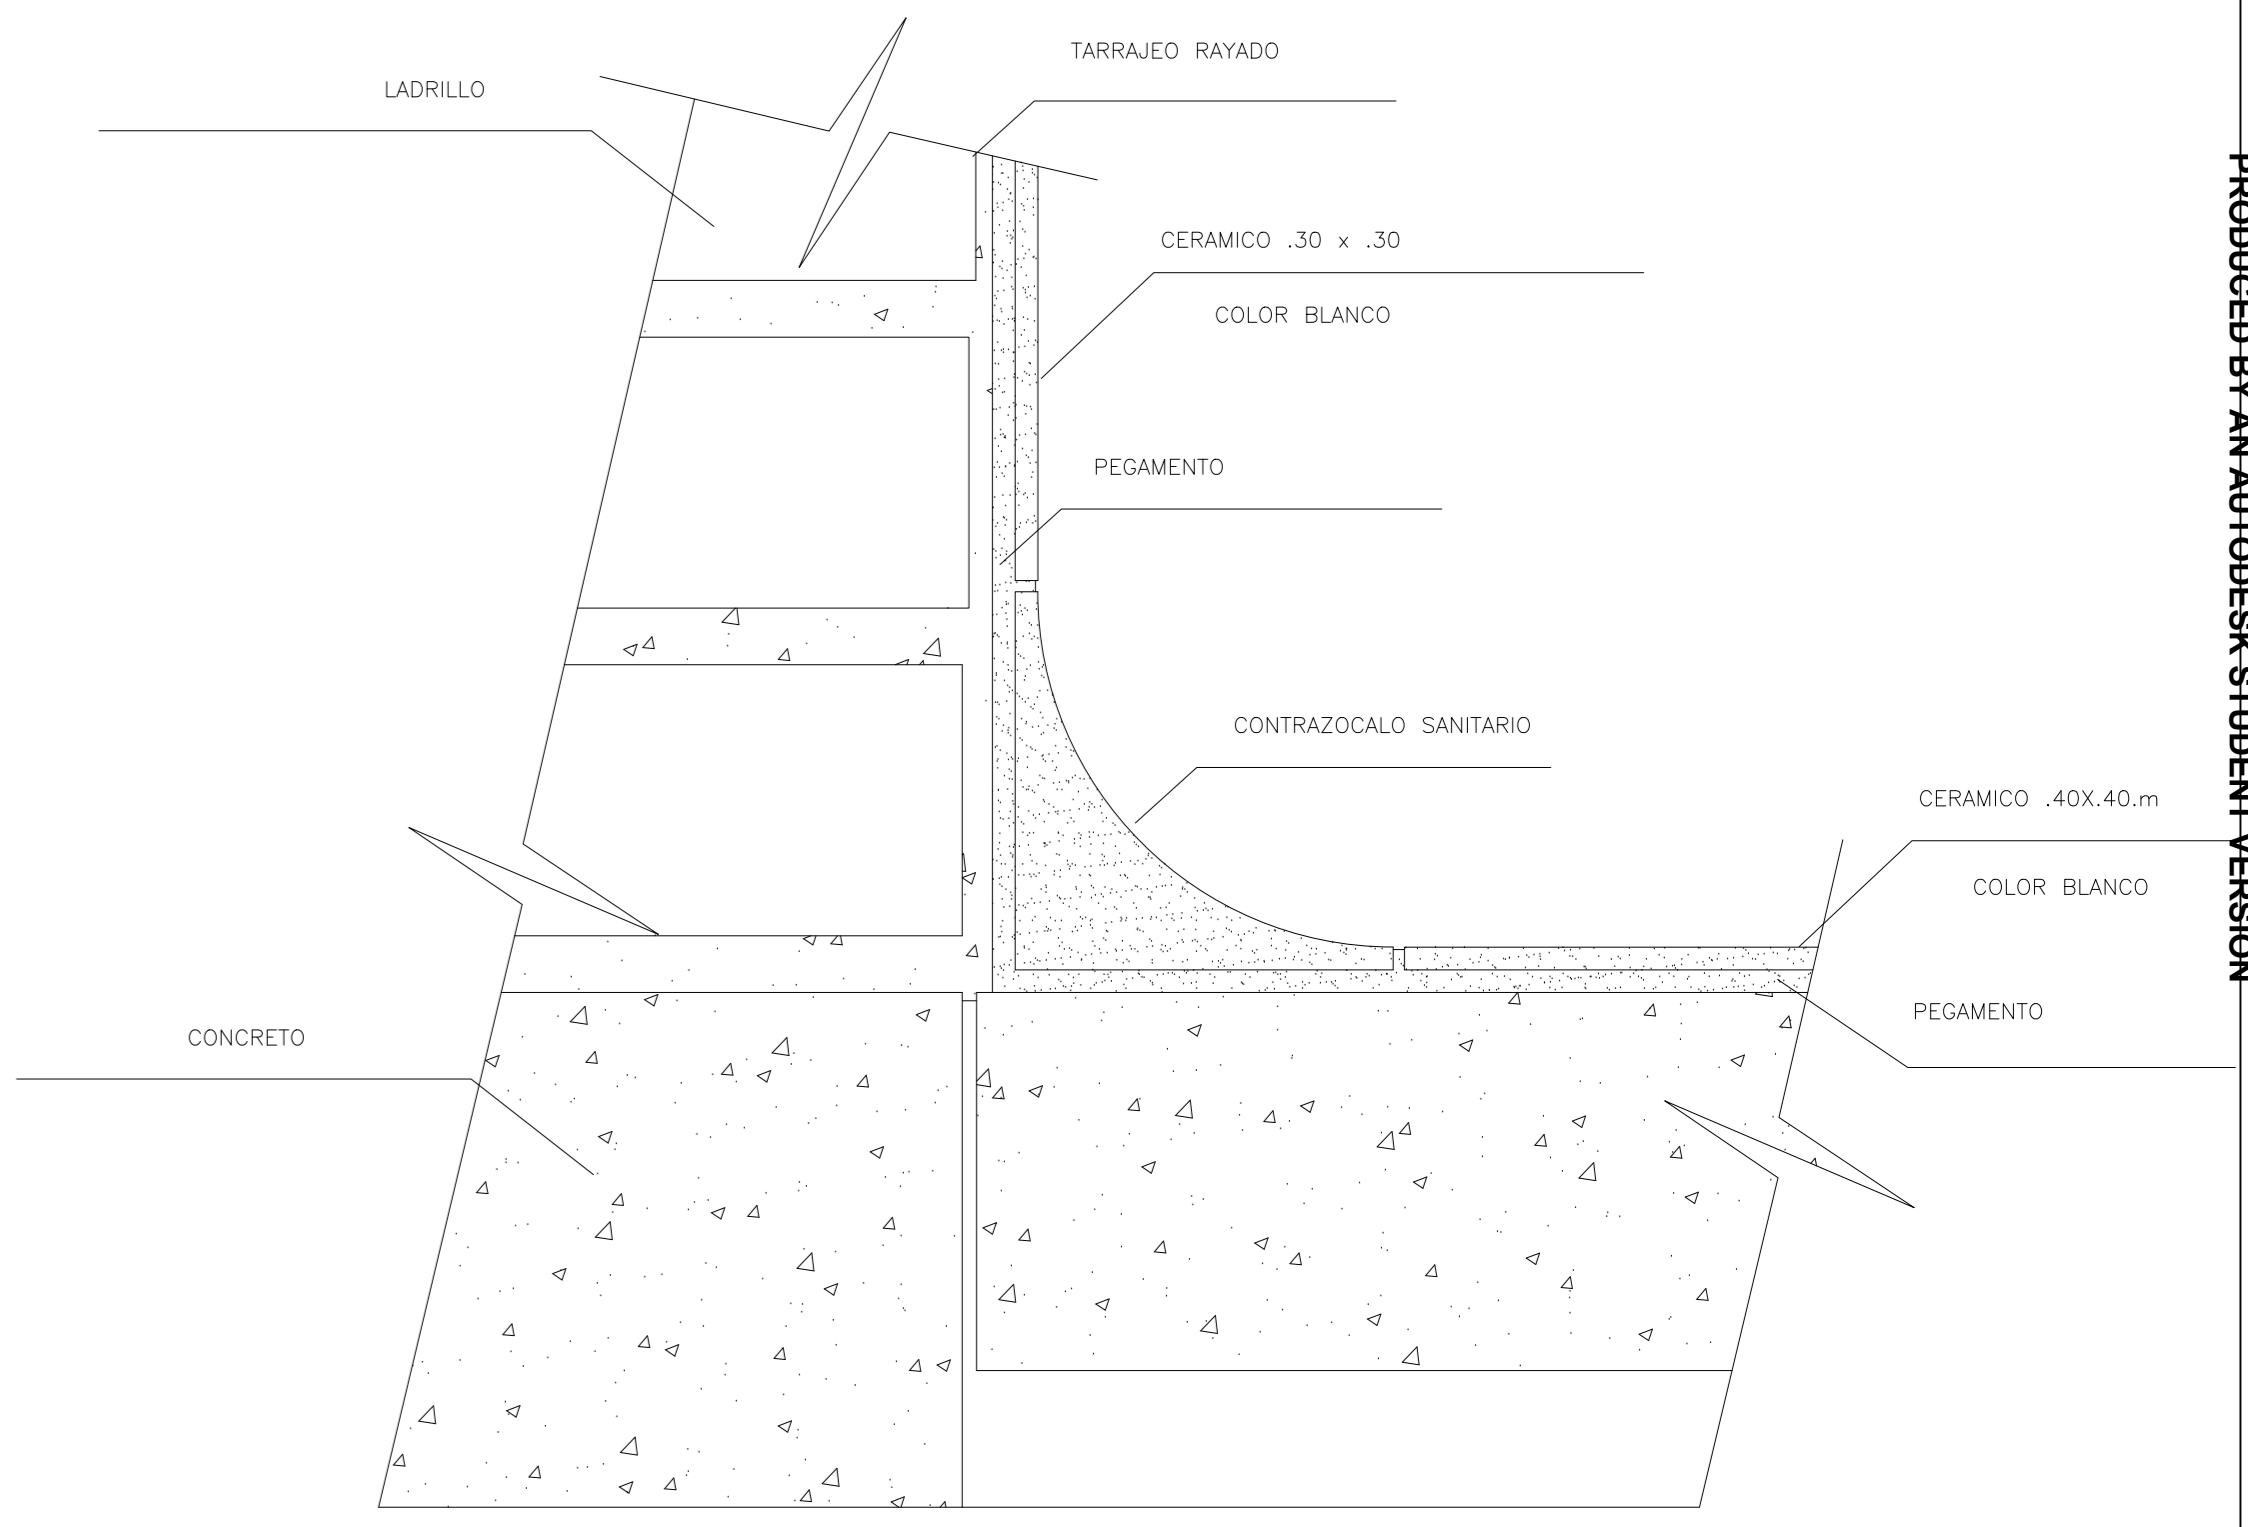 TARRAJEO RAYADO
LADRILLO
CERAMICO .30 x .30
COLOR BLANCO
PEGAMENTO
CONTRAZOCALO SANITARIO
CERAMICO .40X.40.m
COLOR BLANCO
PEGAMENTO
CONCRETO
PRODUCED BY AN AUTODESK STUDENT VERSION